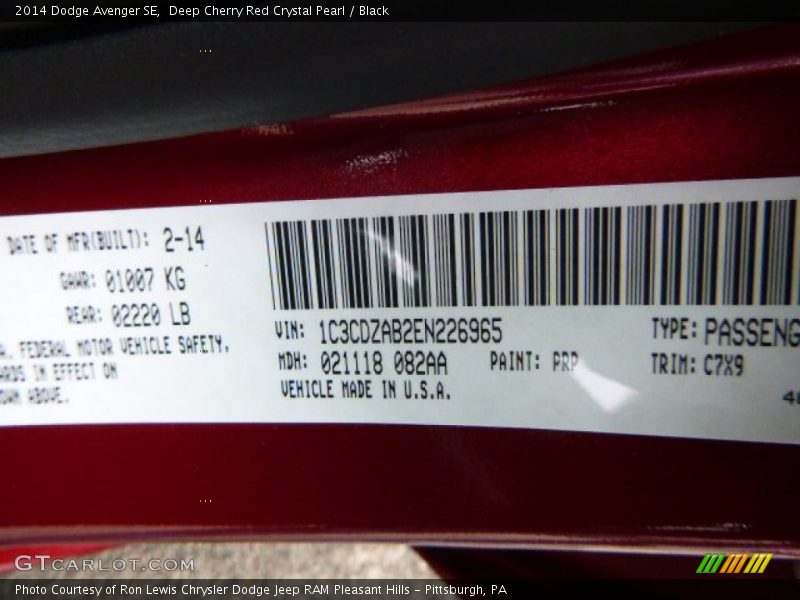 2014 Dodge Avenger SE,  Deep Cherry Red Crystal Pearl / Black
DATE OF MFR(BUILT): 2-14
GAWR: 01007 KG
REAR: 02220 LB
FEDERAL MOTOR VEHICLE SAFETY,
IN EFFECT ON
ABOVE.
VIN: 1C3CDZAB2EN226965
TYPE: PASSENG
MDH: 021118 082AA
PAINT: PRP
TRIM: C7X9
VEHICLE MADE IN U.S.A.
GTCARLOT.COM
Photo Courtesy of Ron Lewis Chrysler Dodge Jeep RAM Pleasant Hills - Pittsburgh, PA